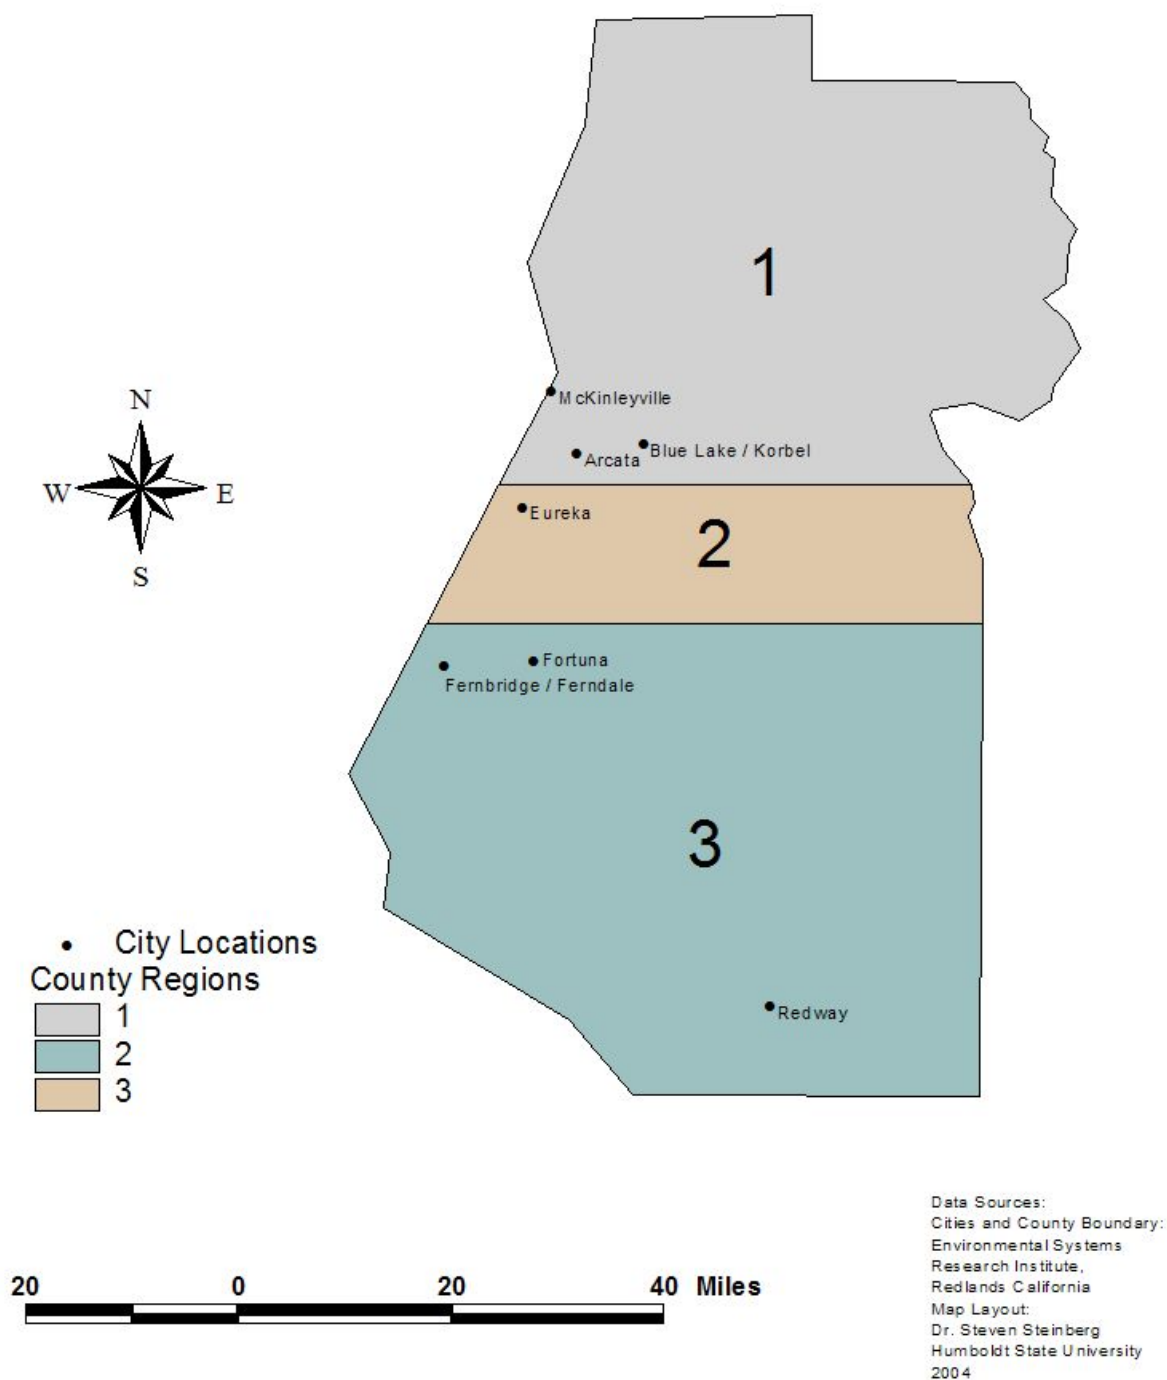 1
McKinleyville
Blue Lake / Korbel
Arcata
N
W
E
S
Eureka
2
Fortuna
Fernbridge / Ferndale
3
Redway
City Locations
County Regions
1
2
3
20 0 20 40 Miles
Data Sources:
Cities and County Boundary:
Environmental Systems
Research Institute,
Redlands California
Map Layout:
Dr. Steven Steinberg
Humboldt State University
2004